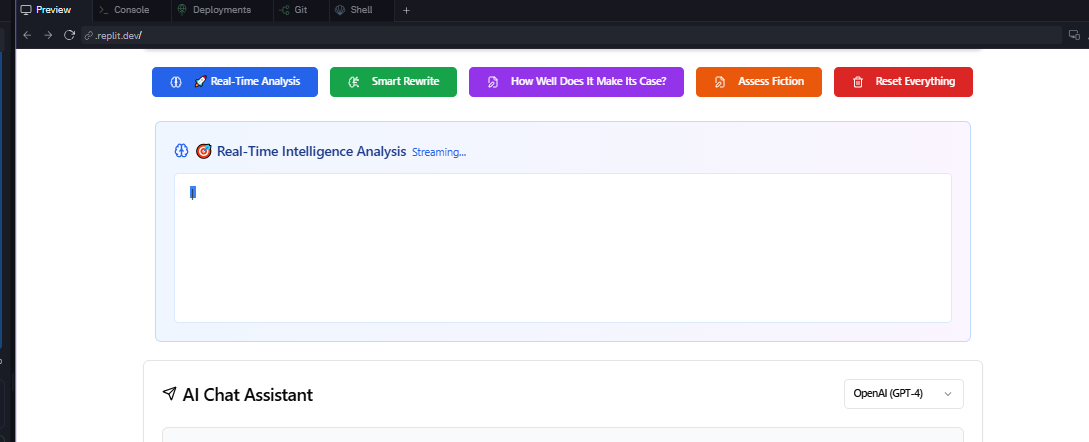 Preview
Console
Deployments
Git
Shell
.replit.dev/
🚀 Real-Time Analysis
Smart Rewrite
How Well Does It Make Its Case?
Assess Fiction
Reset Everything
🎯 Real-Time Intelligence Analysis Streaming...
AI Chat Assistant
OpenAI (GPT-4)